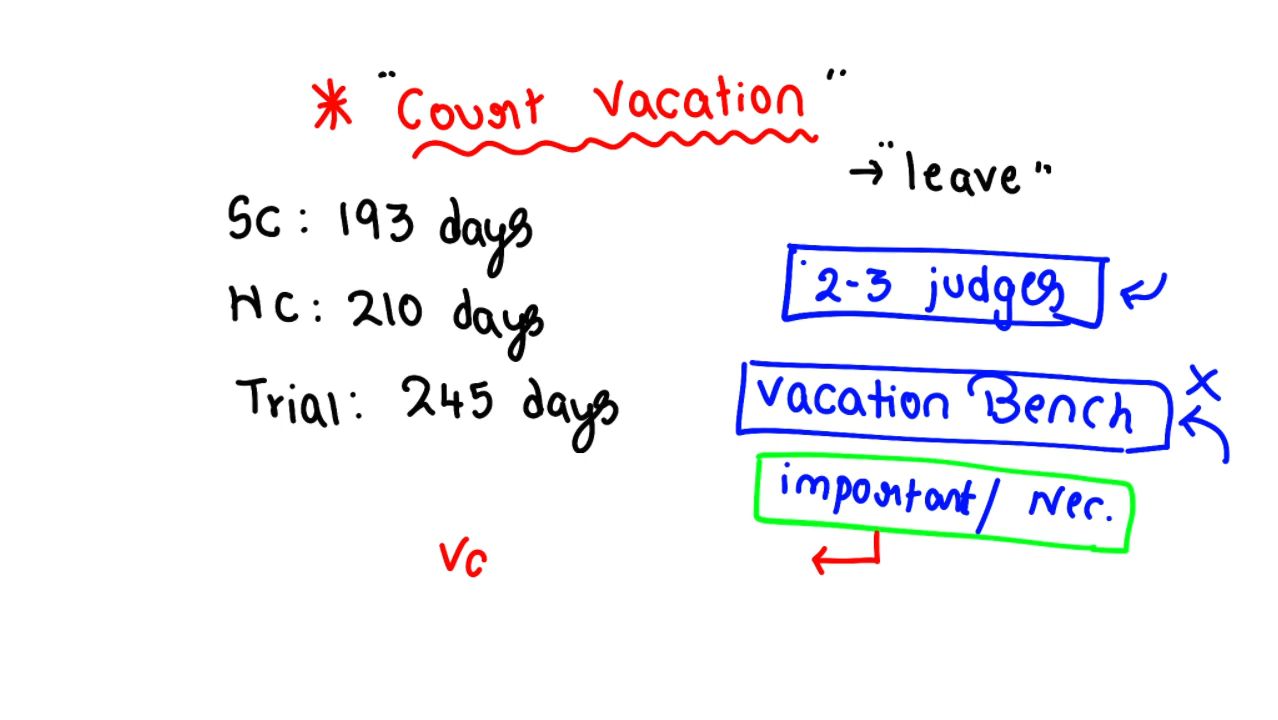 * "Court Vacation"
→ "leave"
SC: 193 days
HC: 210 days
Trial: 245 days
2-3 judges
Vacation Bench x
important/ Nec.
Vc